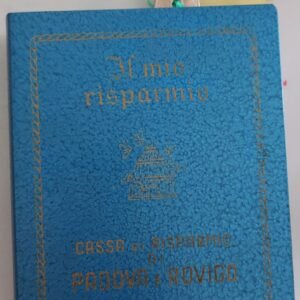 Il mio
risparmio
CASSA DI RISPARMIO
DI
PADOVA E ROVIGO